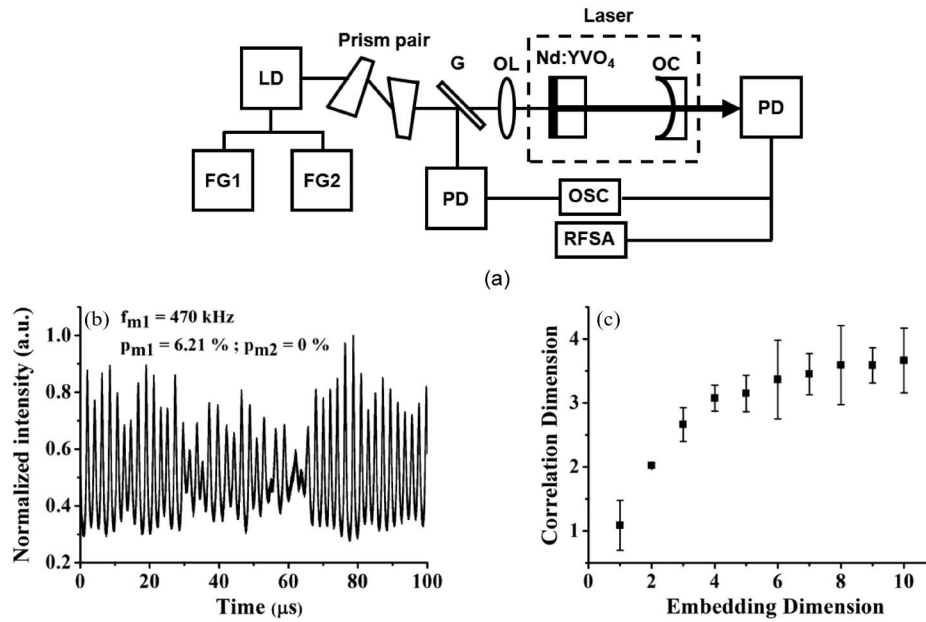 Laser
Prism pair
G
OL
Nd:YVO4
OC
LD
PD
FG1
FG2
PD
OSC
RFSA
(a)
(b)
fm1 = 470 kHz
pm1 = 6.21 % ; pm2 = 0 %
Normalized intensity (a.u.)
1.0
0.8
0.6
0.4
0.2
0 20 40 60 80 100
Time (μs)
(c)
Correlation Dimension
4
3
2
1
0 2 4 6 8 10
Embedding Dimension